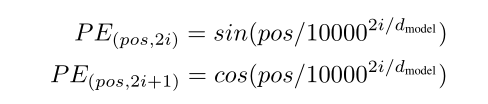 PE_{(pos,2i)} = sin(pos/10000^{2i/d_{model}})
PE_{(pos,2i+1)} = cos(pos/10000^{2i/d_{model}})